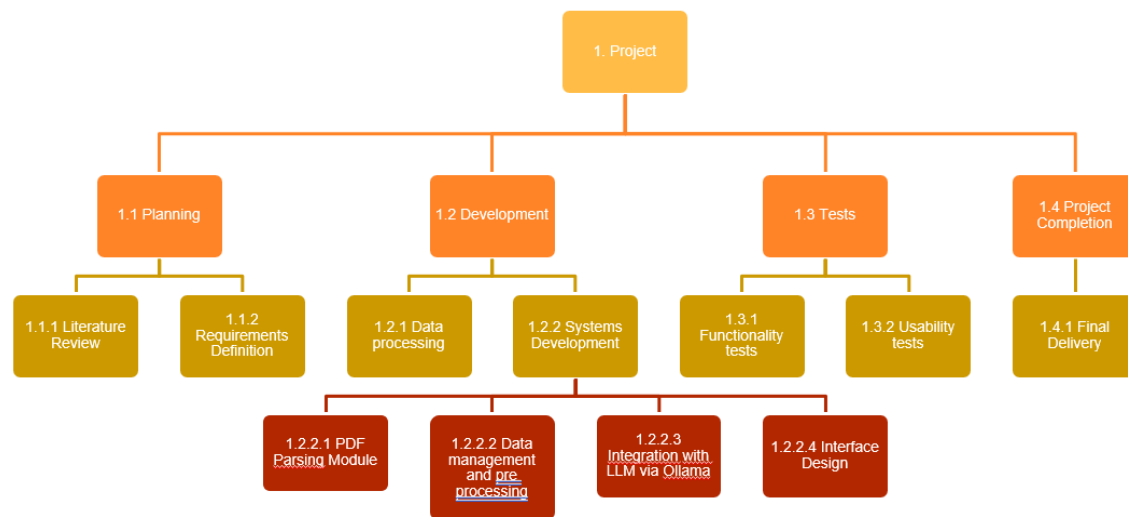 1. Project
1.1 Planning
1.2 Development
1.3 Tests
1.4 Project
Completion
1.1.1 Literature
Review
1.1.2
Requirements
Definition
1.2.1 Data
processing
1.2.2 Systems
Development
1.3.1
Functionality
tests
1.3.2 Usability
tests
1.4.1 Final
Delivery
1.2.2.1 PDF
Parsing Module
1.2.2.2 Data
management
and pre
processing
1.2.2.3
Integration with
LLM via Ollama
1.2.2.4 Interface
Design